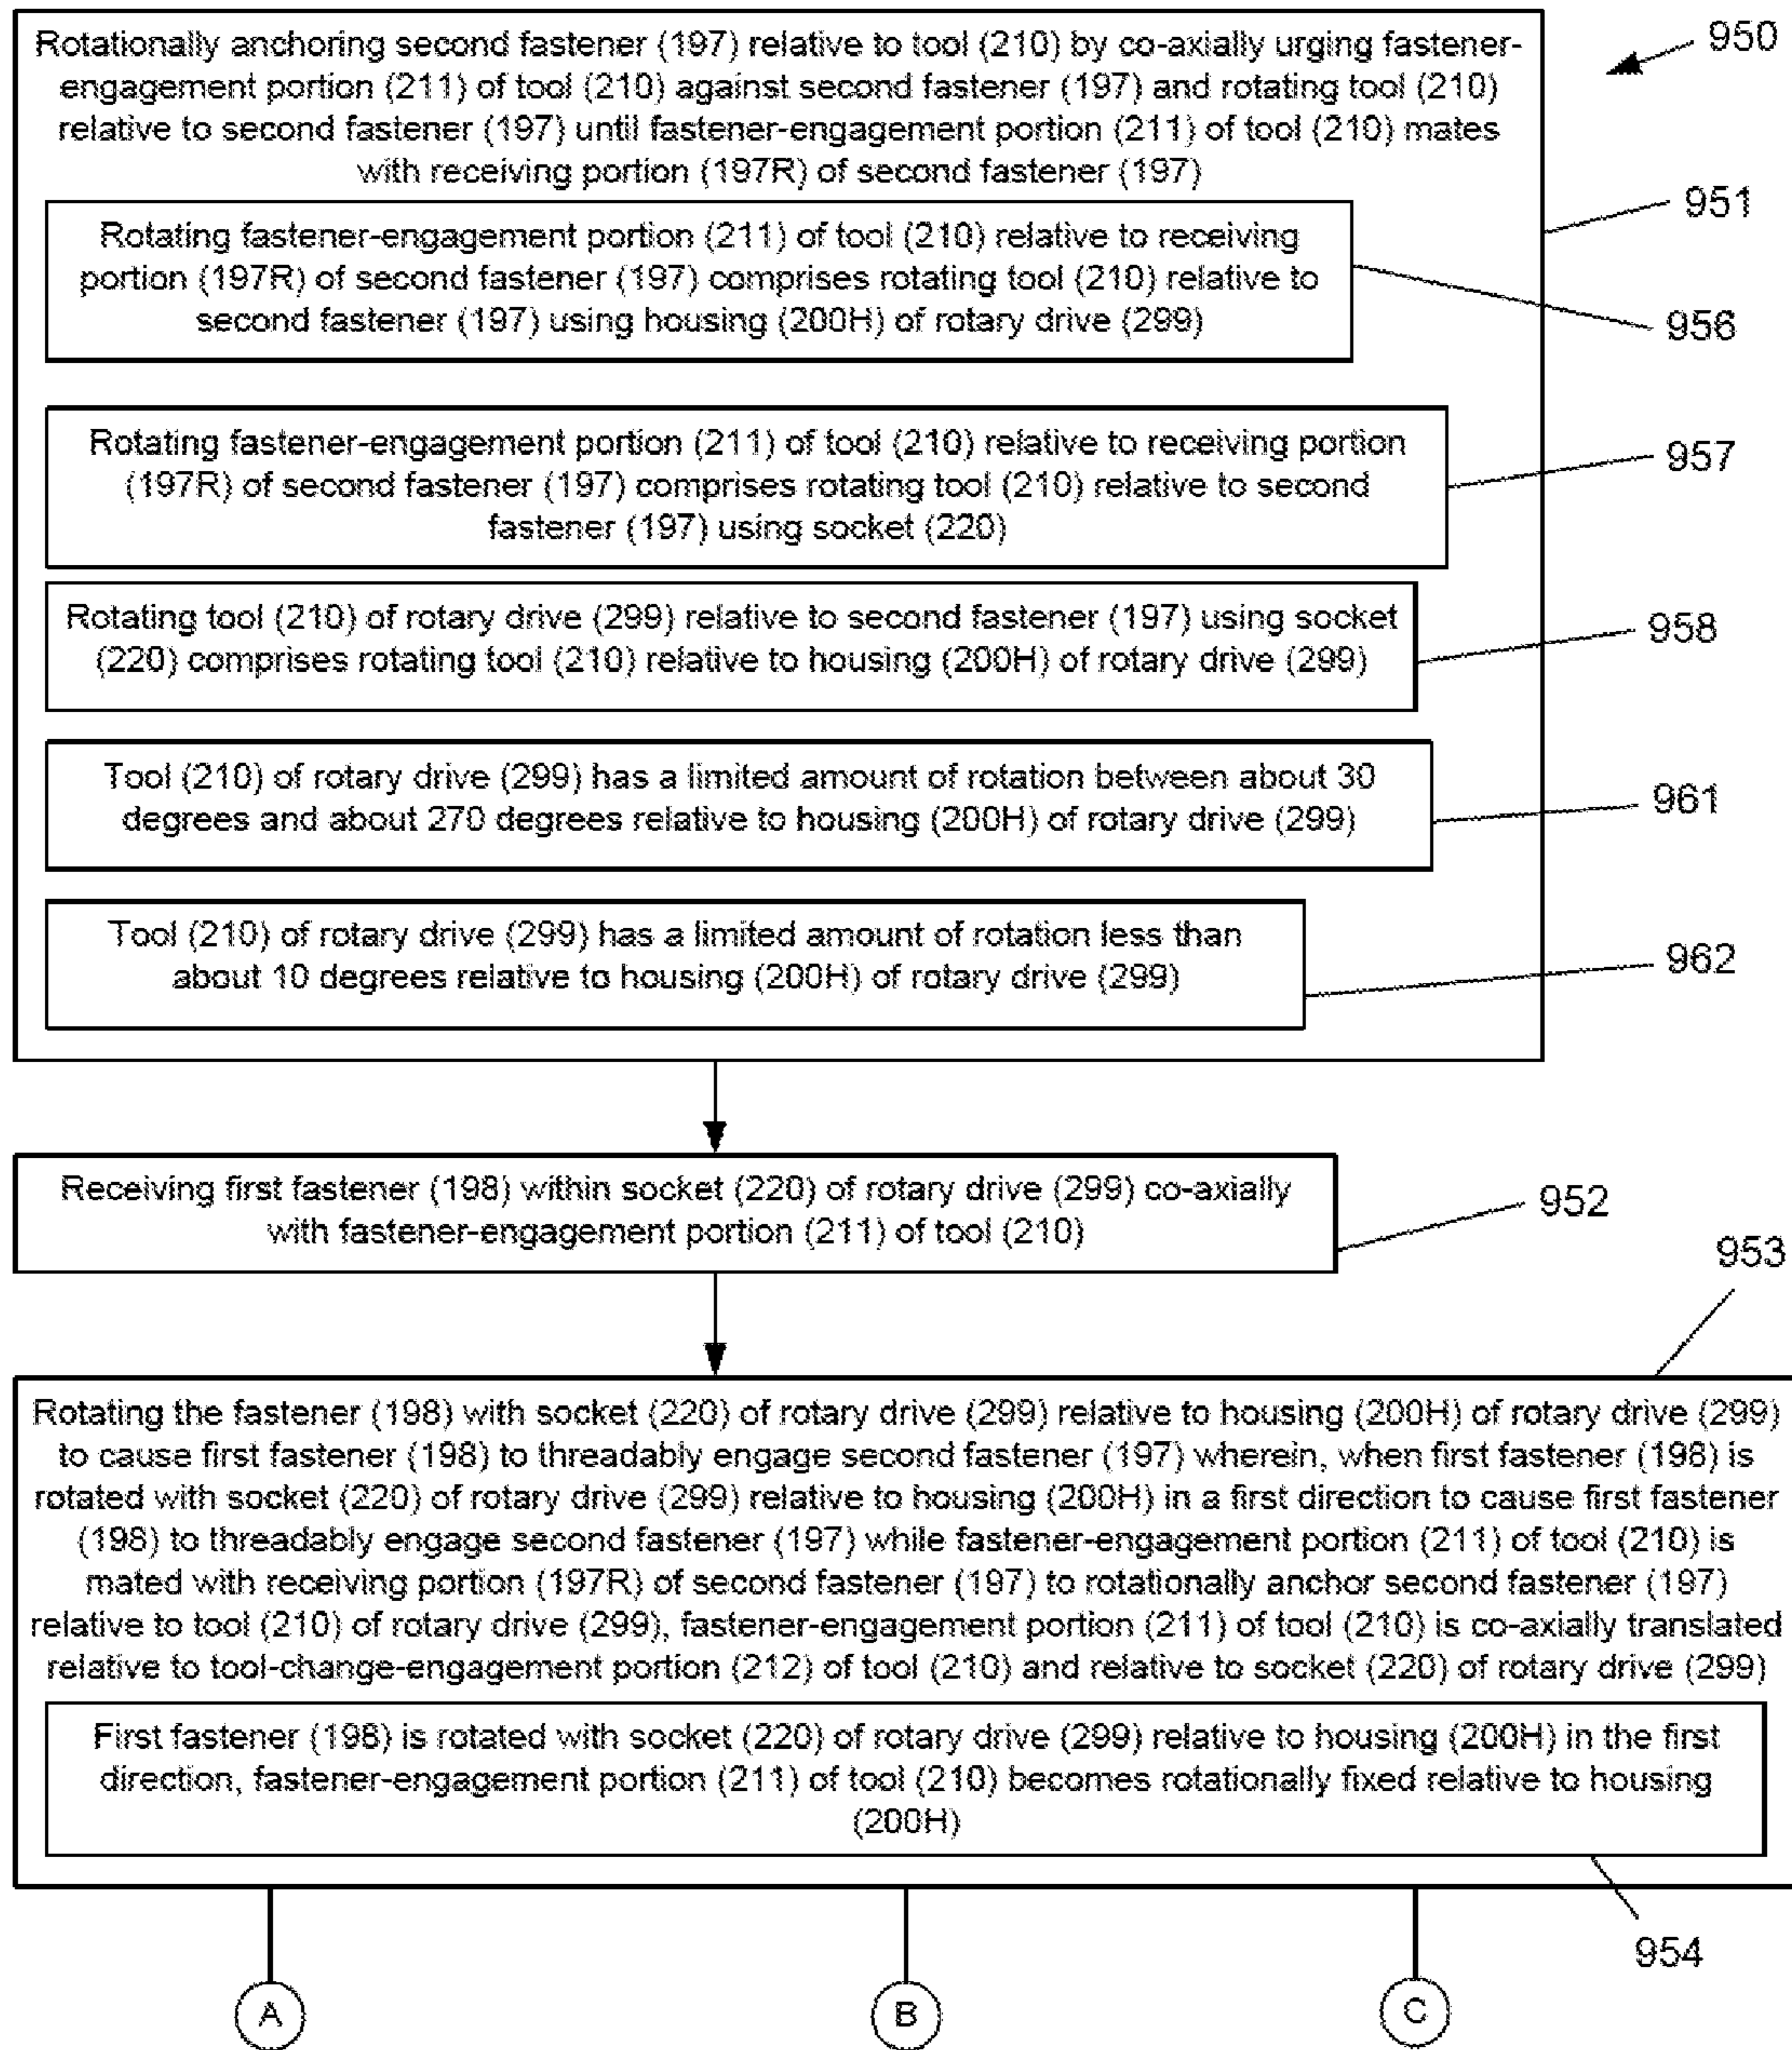 950
Rotationally anchoring second fastener (197) relative to tool (210) by co-axially urging fastener-
engagement portion (211) of tool (210) against second fastener (197) and rotating tool (210)
relative to second fastener (197) until fastener-engagement portion (211) of tool (210) mates
with receiving portion (197R) of second fastener (197)
951
Rotating fastener-engagement portion (211) of tool (210) relative to receiving
portion (197R) of second fastener (197) comprises rotating tool (210) relative to
second fastener (197) using housing (200H) of rotary drive (299)
956
Rotating fastener-engagement portion (211) of tool (210) relative to receiving portion
(197R) of second fastener (197) comprises rotating tool (210) relative to second
fastener (197) using socket (220)
957
Rotating tool (210) of rotary drive (299) relative to second fastener (197) using socket
(220) comprises rotating tool (210) relative to housing (200H) of rotary drive (299)
958
Tool (210) of rotary drive (299) has a limited amount of rotation between about 30
degrees and about 270 degrees relative to housing (200H) of rotary drive (299)
961
Tool (210) of rotary drive (299) has a limited amount of rotation less than
about 10 degrees relative to housing (200H) of rotary drive (299)
962
Receiving first fastener (198) within socket (220) of rotary drive (299) co-axially
with fastener-engagement portion (211) of tool (210)
952
953
Rotating the fastener (198) with socket (220) of rotary drive (299) relative to housing (200H) of rotary drive (299)
to cause first fastener (198) to threadably engage second fastener (197) wherein, when first fastener (198) is
rotated with socket (220) of rotary drive (299) relative to housing (200H) in a first direction to cause first fastener
(198) to threadably engage second fastener (197) while fastener-engagement portion (211) of tool (210) is
mated with receiving portion (197R) of second fastener (197) to rotationally anchor second fastener (197)
relative to tool (210) of rotary drive (299), fastener-engagement portion (211) of tool (210) is co-axially translated
relative to tool-change-engagement portion (212) of tool (210) and relative to socket (220) of rotary drive (299)
First fastener (198) is rotated with socket (220) of rotary drive (299) relative to housing (200H) in the first
direction, fastener-engagement portion (211) of tool (210) becomes rotationally fixed relative to housing
(200H)
954
A
B
C